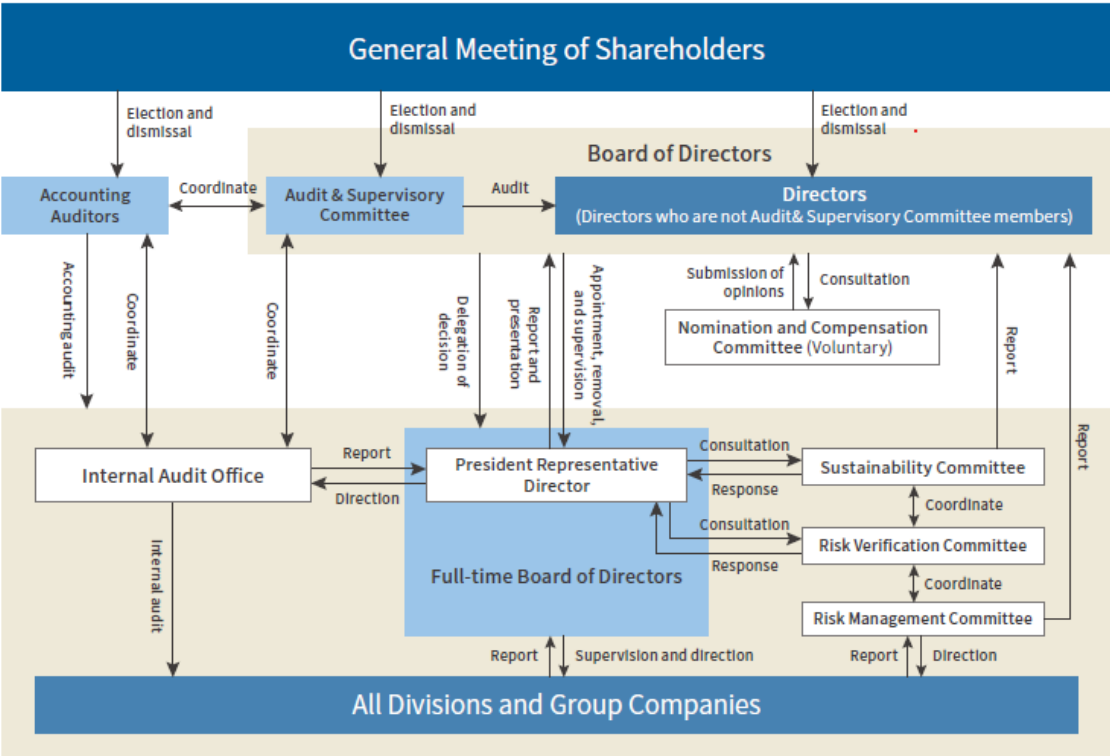 General Meeting of Shareholders
Election and
dismissal
Election and
dismissal
Election and
dismissal
Board of Directors
Accounting
Auditors
Coordinate
Audit & Supervisory
Committee
Audit
Directors
(Directors who are not Audit& Supervisory Committee members)
Accounting audit
Coordinate
Coordinate
Delegation of
decision
Report and
presentation
Appointment, removal,
and supervision
Submission of
opinions
Consultation
Nomination and Compensation
Committee (Voluntary)
Report
Report
Internal Audit Office
Report
Direction
President Representative
Director
Consultation
Response
Sustainability Committee
Coordinate
Consultation
Response
Risk Verification Committee
Coordinate
Full-time Board of Directors
Risk Management Committee
Internal audit
Report
Supervision and direction
Report
Direction
All Divisions and Group Companies